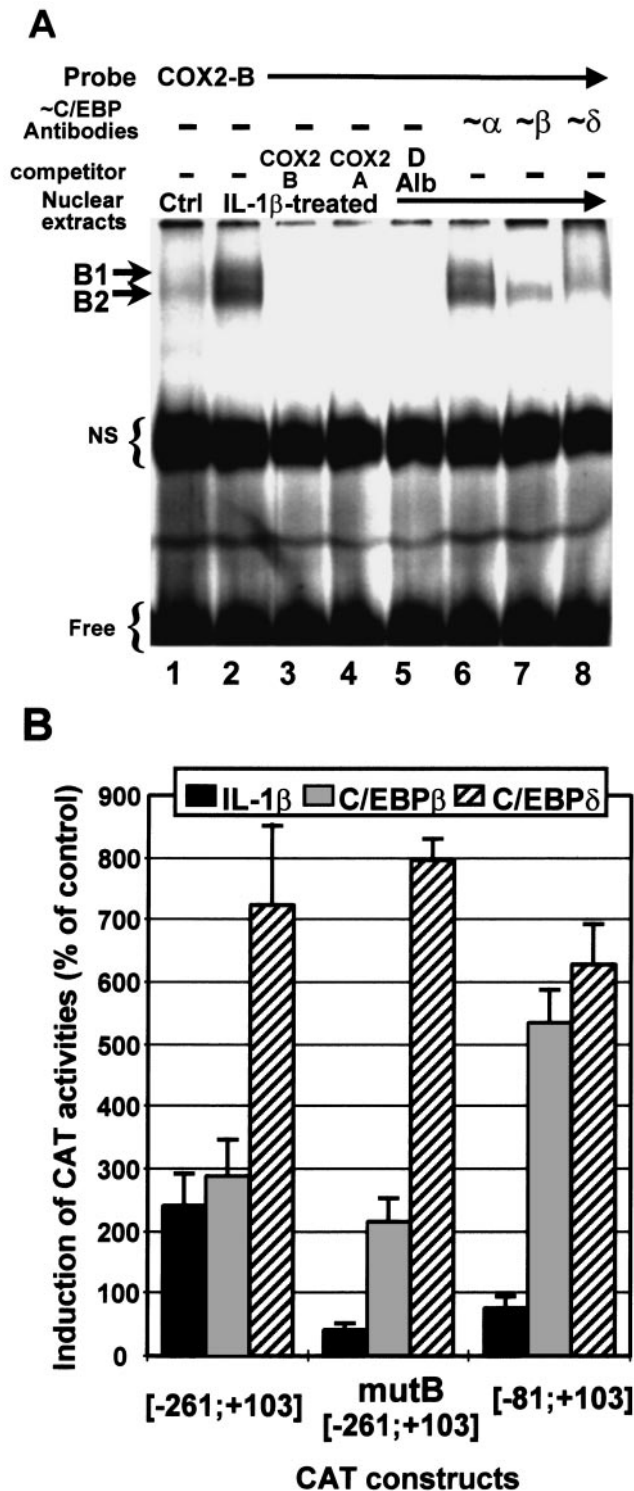 A
Probe COX2-B
~C/EBP ~α ~β ~δ
Antibodies - - - - -
COX2 COX2 D
competitor - - B A Alb - - -
Nuclear extracts Ctrl IL-1β-treated
B1
B2
NS {
Free {
1 2 3 4 5 6 7 8
B
IL-1β C/EBPβ C/EBPδ
Induction of CAT activities (% of control)
900
800
700
600
500
400
300
200
100
0
[-261;+103] mutB [-261;+103] [-81;+103]
CAT constructs